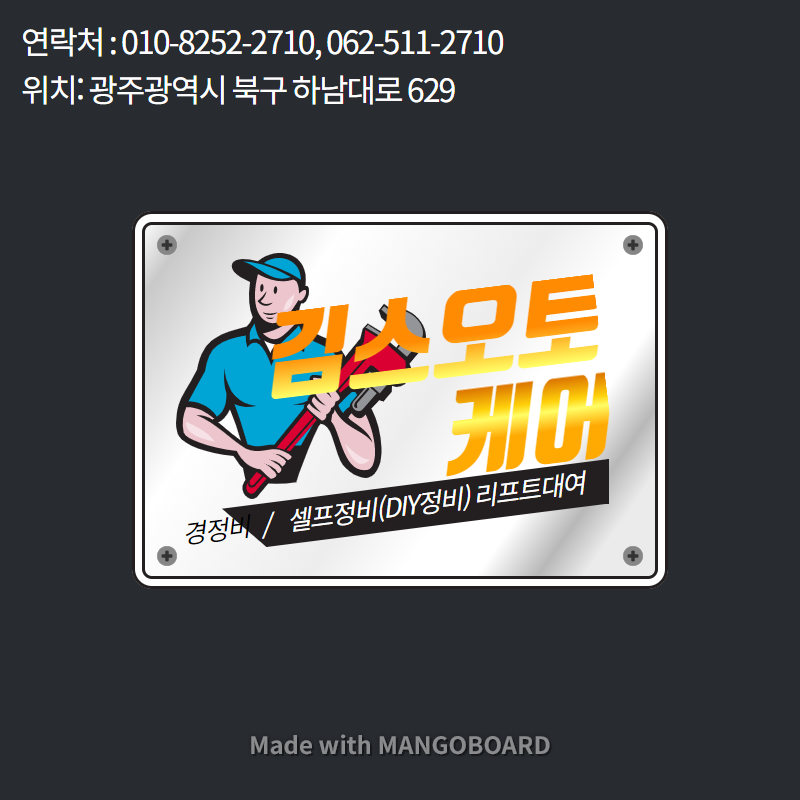 연락처 : 010-8252-2710, 062-511-2710
위치: 광주광역시 북구 하남대로 629
김스오토
케어
경정비 / 셀프정비(DIY정비) 리프트대여
Made with MANGOBOARD